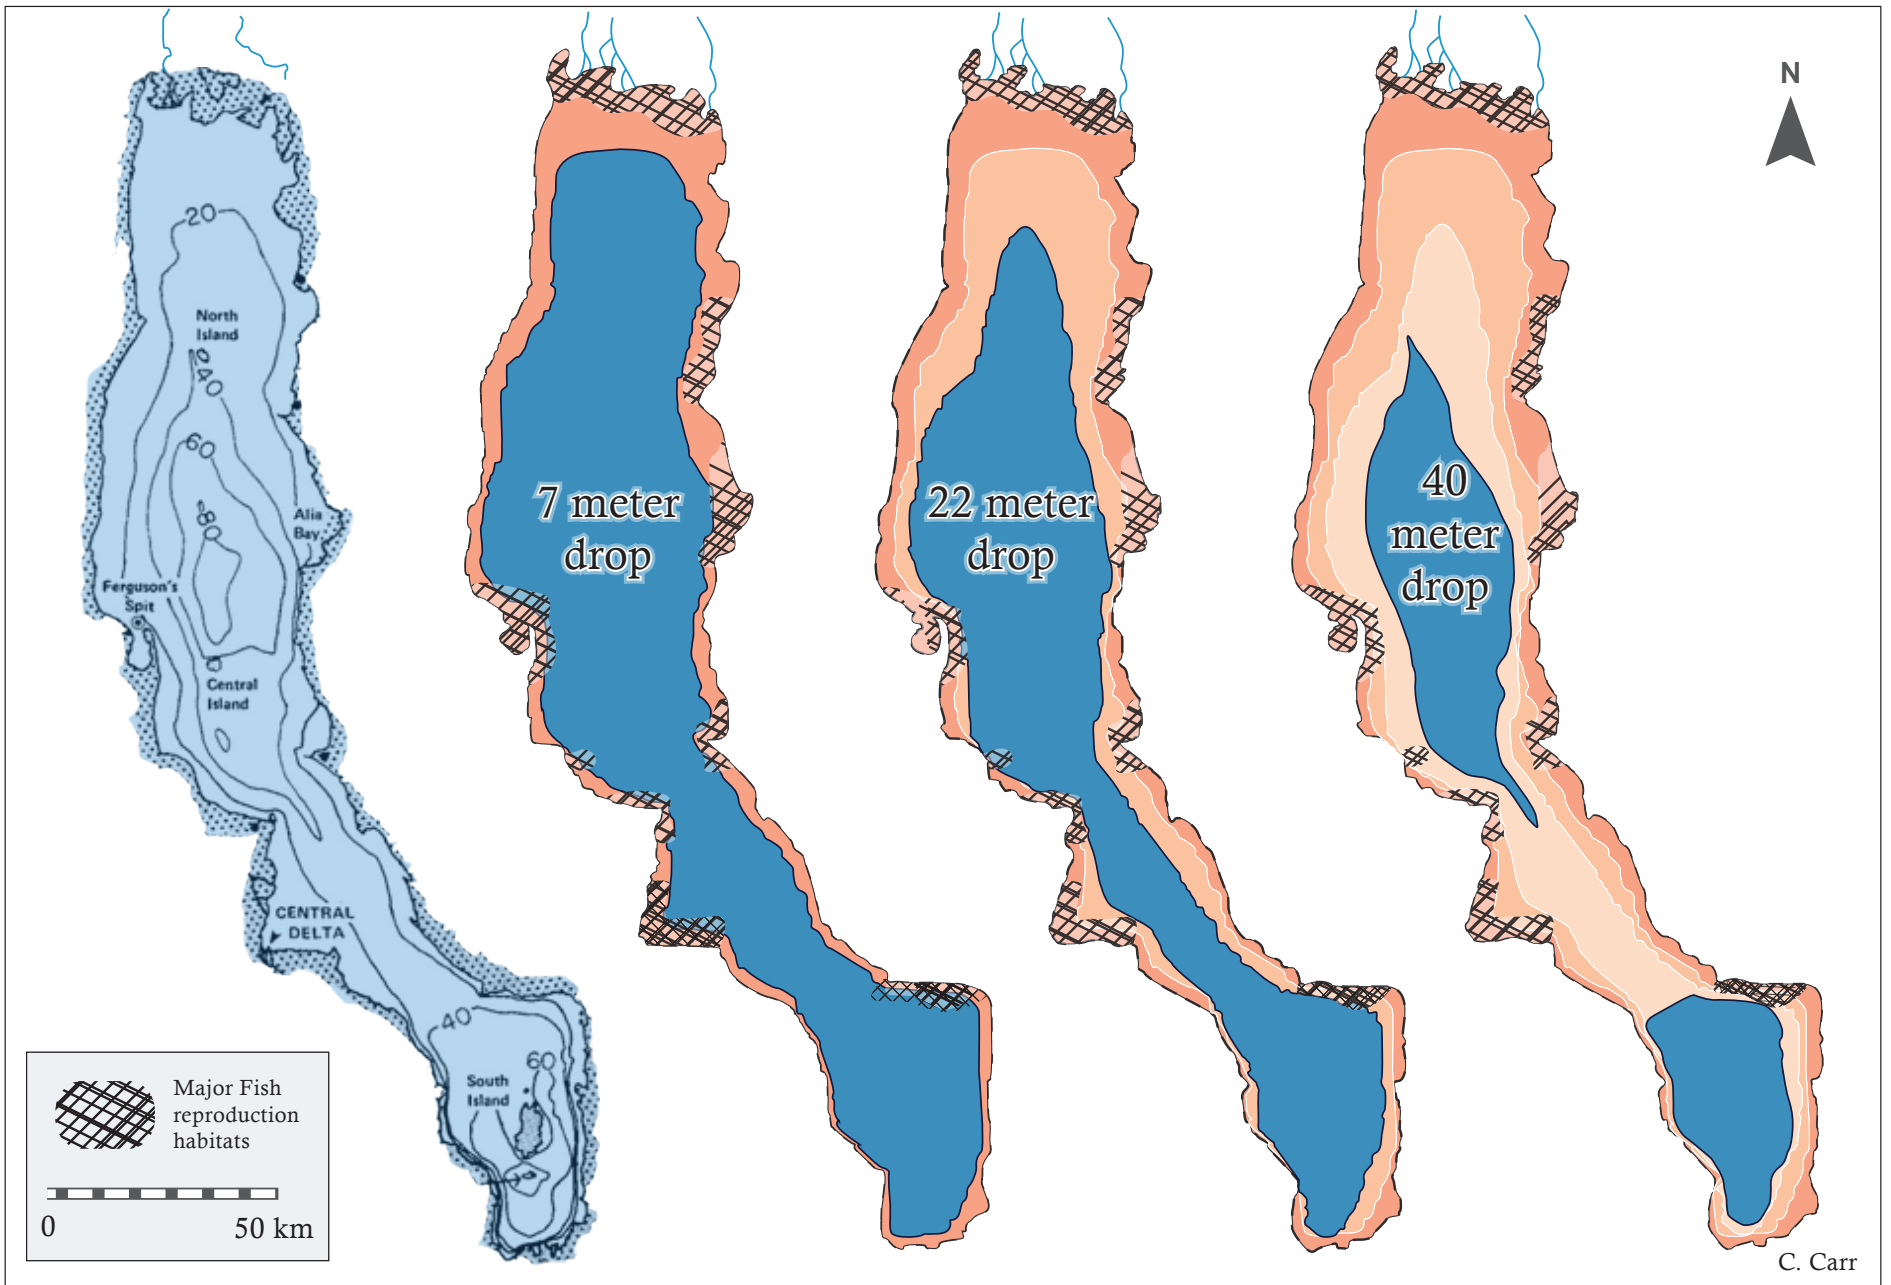 20
North
Island
40
60
80
Alia
Bay
Ferguson's
Spit
Central
Island
CENTRAL
DELTA
40
60
South
Island
7 meter
drop
22 meter
drop
40
meter
drop
N
Major Fish
reproduction
habitats
0 50 km
C. Carr